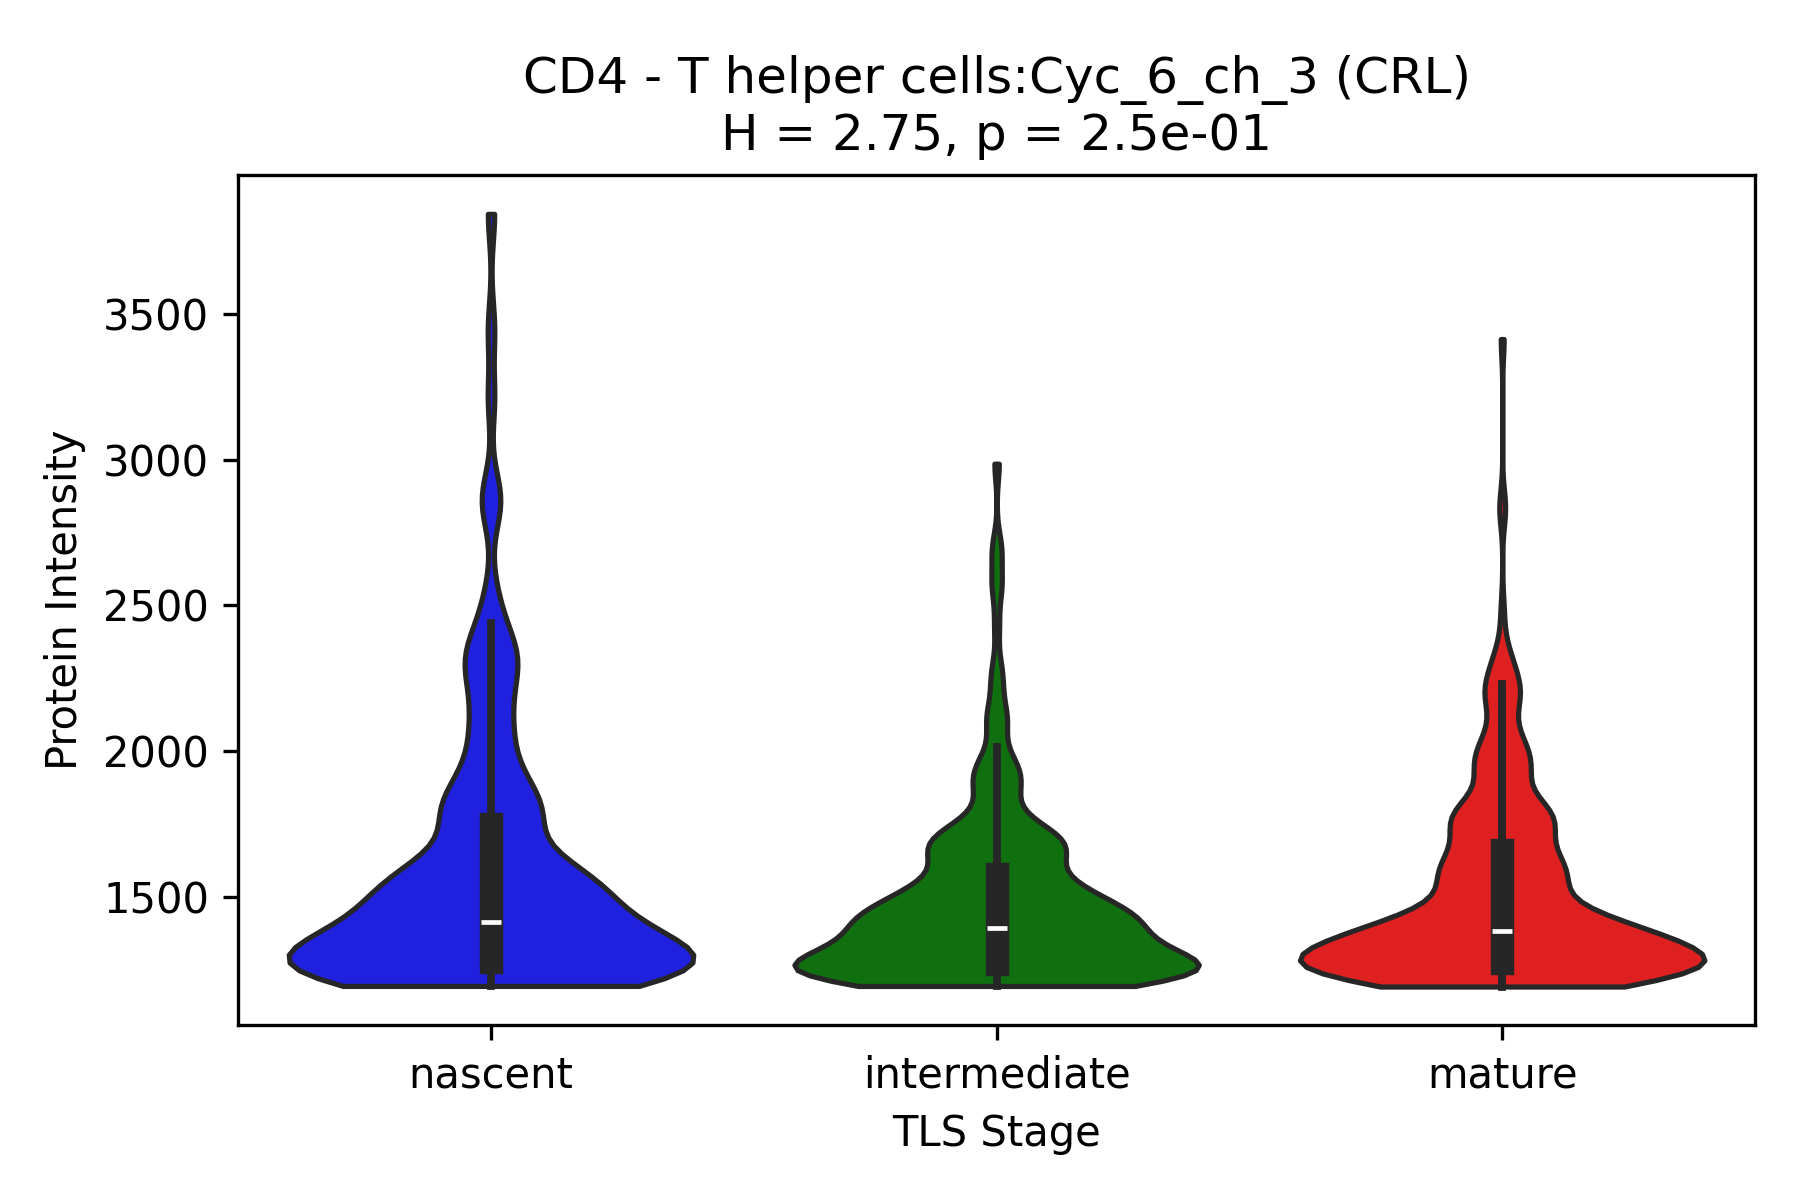 CD4 - T helper cells:Cyc_6_ch_3 (CRL)
H = 2.75, p = 2.5e-01
Protein Intensity
3500
3000
2500
2000
1500
nascent
intermediate
mature
TLS Stage